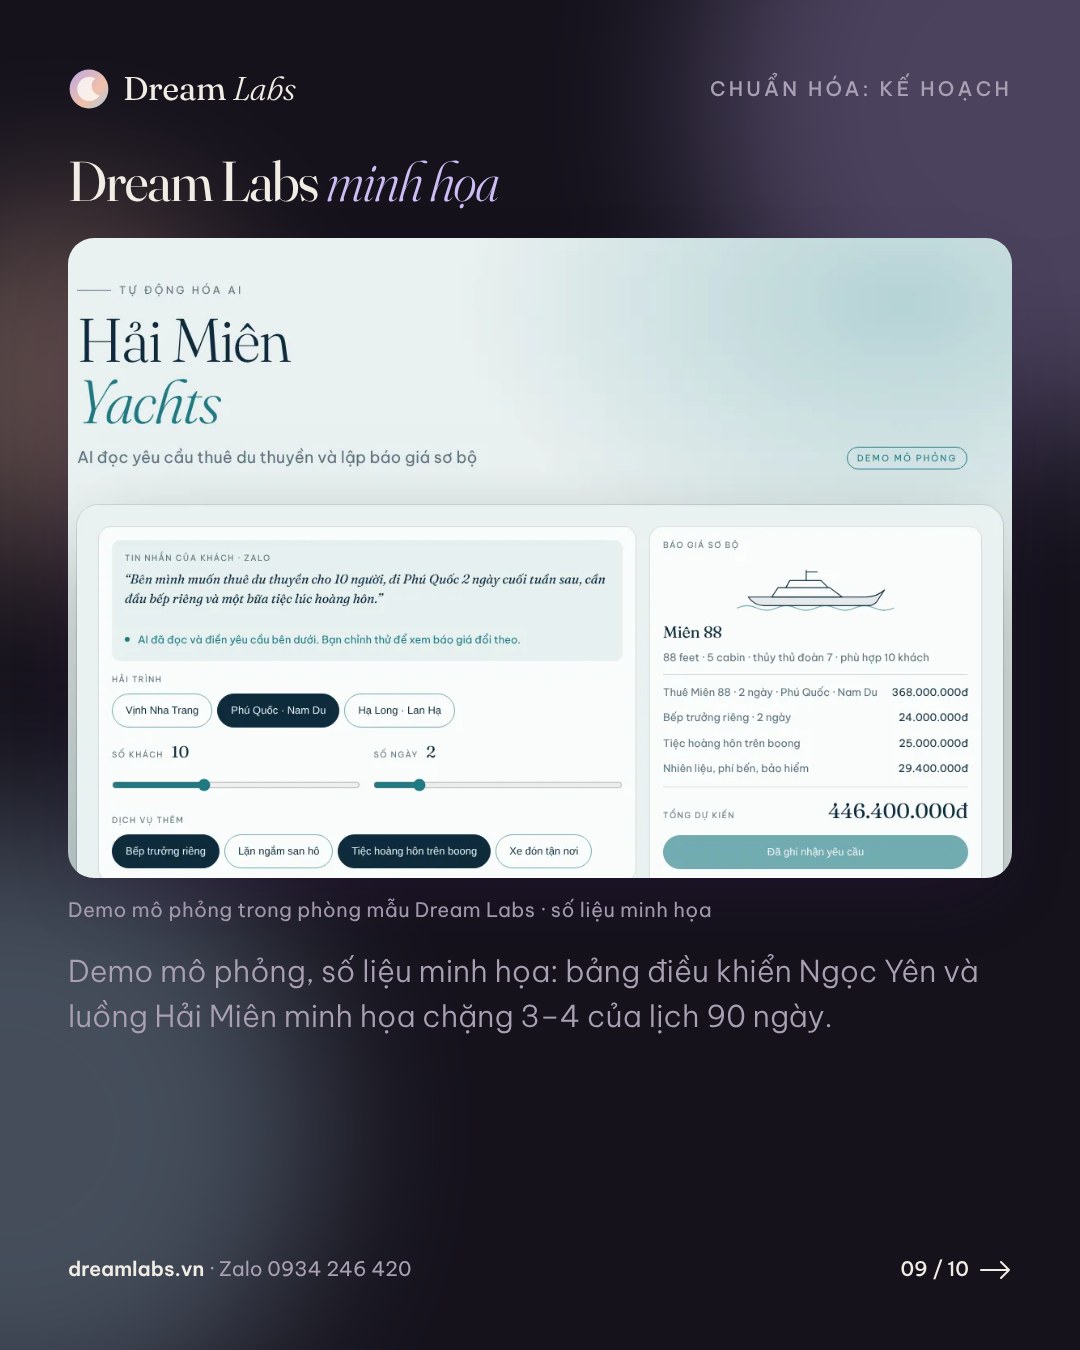 Dream Labs
CHUẨN HÓA: KẾ HOẠCH
Dream Labs minh họa
TỰ ĐỘNG HÓA AI
Hải Miên
Yachts
AI đọc yêu cầu thuê du thuyền và lập báo giá sơ bộ
DEMO MÔ PHỎNG
TIN NHẮN CỦA KHÁCH · ZALO
“Bên mình muốn thuê du thuyền cho 10 người, đi Phú Quốc 2 ngày cuối tuần sau, cần
đầu bếp riêng và một bữa tiệc lúc hoàng hôn.”
AI đã đọc và điền yêu cầu bên dưới. Bạn chỉnh thử để xem báo giá đổi theo.
HẢI TRÌNH
Vịnh Nha Trang
Phú Quốc · Nam Du
Hạ Long · Lan Hạ
SỐ KHÁCH 10
SỐ NGÀY 2
DỊCH VỤ THÊM
Bếp trưởng riêng
Lặn ngắm san hô
Tiệc hoàng hôn trên boong
Xe đón tận nơi
BÁO GIÁ SƠ BỘ
Miên 88
88 feet · 5 cabin · thủy thủ đoàn 7 · phù hợp 10 khách
Thuê Miên 88 · 2 ngày · Phú Quốc · Nam Du 368.000.000đ
Bếp trưởng riêng · 2 ngày 24.000.000đ
Tiệc hoàng hôn trên boong 25.000.000đ
Nhiên liệu, phí bến, bảo hiểm 29.400.000đ
TỔNG DỰ KIẾN 446.400.000đ
Đã ghi nhận yêu cầu
Demo mô phỏng trong phòng mẫu Dream Labs · số liệu minh họa
Demo mô phỏng, số liệu minh họa: bảng điều khiển Ngọc Yên và
luồng Hải Miên minh họa chặng 3–4 của lịch 90 ngày.
dreamlabs.vn · Zalo 0934 246 420
09 / 10 →